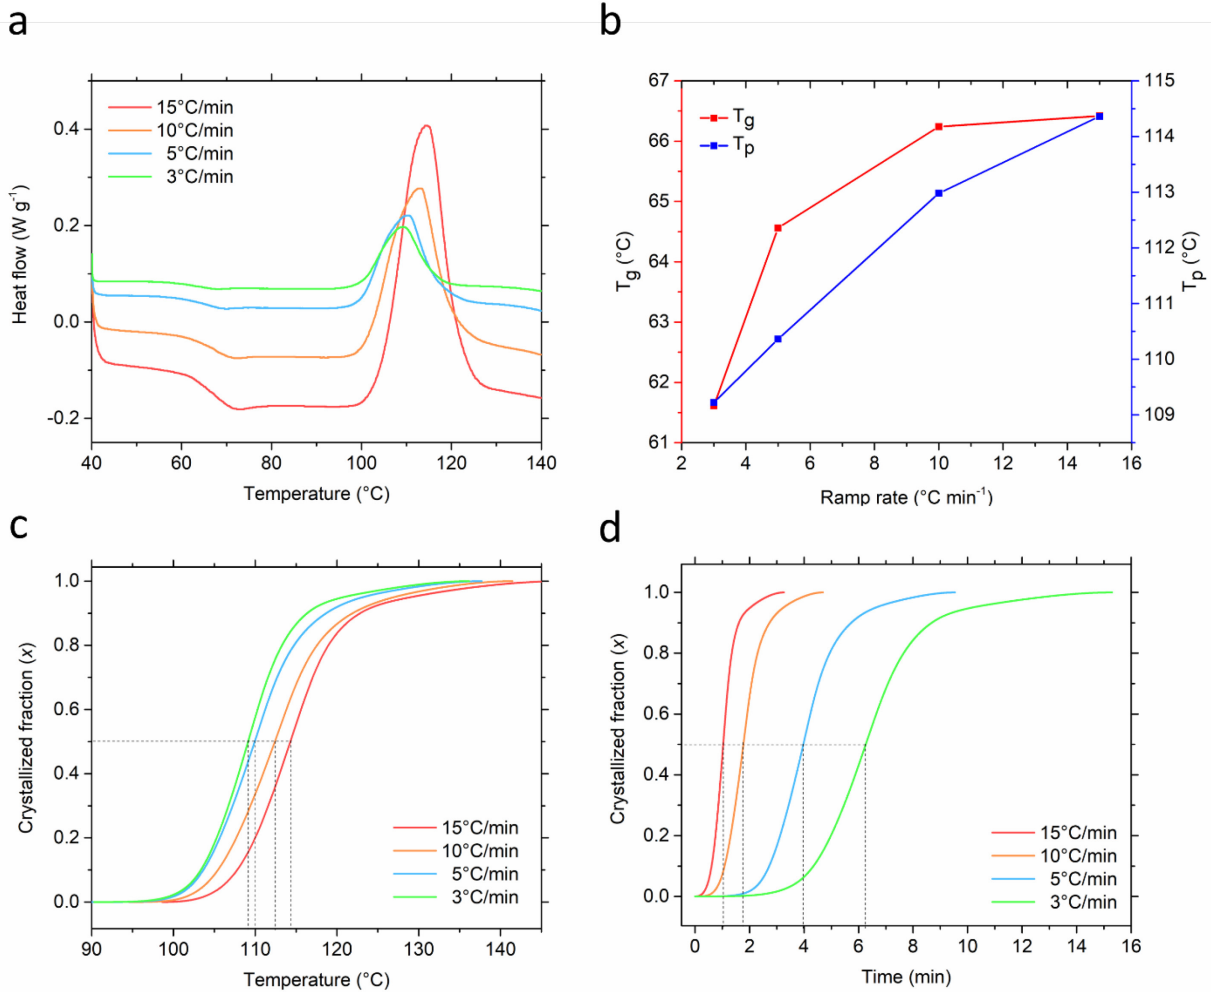 a
15°C/min
10°C/min
5°C/min
3°C/min
Heat flow (W g⁻¹)
0.4
0.2
0.0
-0.2
40 60 80 100 120 140
Temperature (°C)
b
Tg
Tp
Tg (°C)
67
66
65
64
63
62
61
Tp (°C)
115
114
113
112
111
110
109
2 4 6 8 10 12 14 16
Ramp rate (°C min⁻¹)
c
Crystallized fraction (x)
1.0
0.8
0.6
0.4
0.2
0.0
15°C/min
10°C/min
5°C/min
3°C/min
90 100 110 120 130 140
Temperature (°C)
d
Crystallized fraction (x)
1.0
0.8
0.6
0.4
0.2
0.0
15°C/min
10°C/min
5°C/min
3°C/min
0 2 4 6 8 10 12 14 16
Time (min)